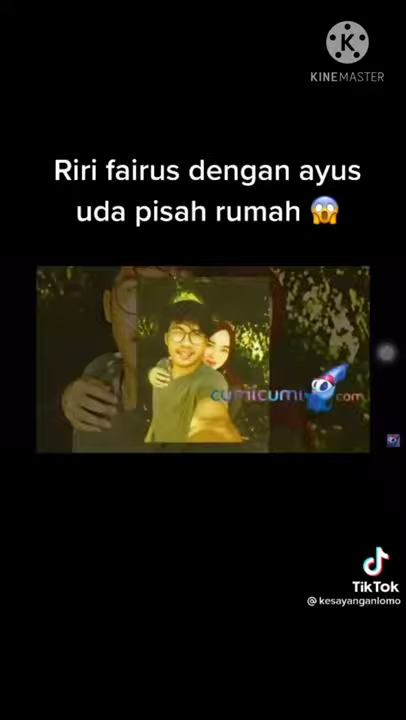 KINEMASTER
Riri fairus dengan ayus
uda pisah rumah 😱
cumicumi.com
TikTok
@kesayanganlomo